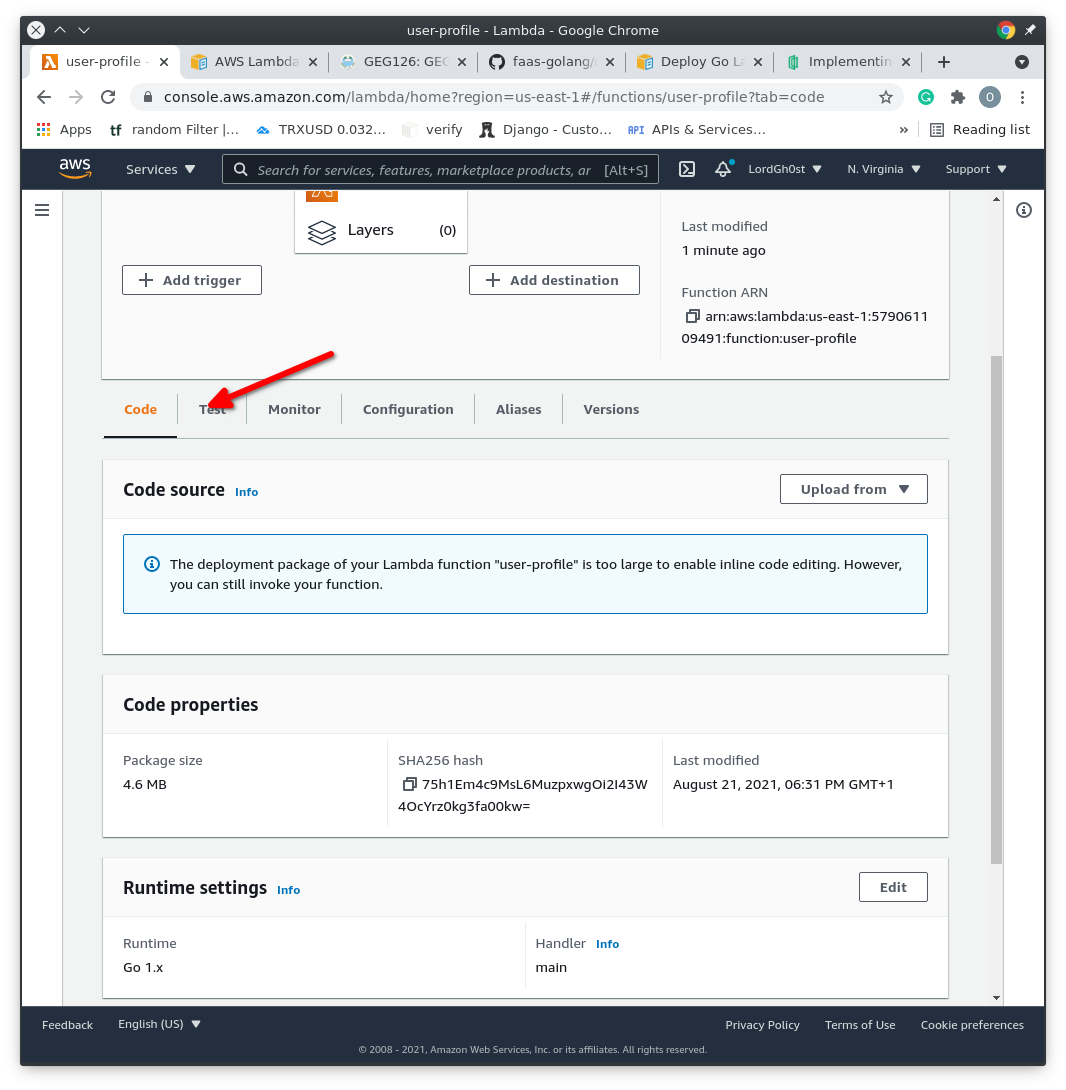 user-profile - Lambda - Google Chrome
user-profile - AWS Lambda GEG126: GEG faas-golang/ Deploy Go La Implementin
console.aws.amazon.com/lambda/home?region=us-east-1#/functions/user-profile?tab=code
Apps tf random Filter |... TRXUSD 0.032... verify Django - Custo... API APIs & Services... » Reading list
aws Services Search for services, features, marketplace products, ar [Alt+S] LordGh0st N. Virginia Support
Layers (0)
Last modified
1 minute ago
Add trigger Add destination
Function ARN
arn:aws:lambda:us-east-1:5790611
09491:function:user-profile
Code Test Monitor Configuration Aliases Versions
Code source Info Upload from
The deployment package of your Lambda function "user-profile" is too large to enable inline code editing. However,
you can still invoke your function.
Code properties
Package size SHA256 hash Last modified
4.6 MB 75h1Em4c9MsL6MuzpxwgOi2I43W August 21, 2021, 06:31 PM GMT+1
4OcYrz0kg3fa00kw=
Runtime settings Info Edit
Runtime Handler Info
Go 1.x main
Feedback English (US) Privacy Policy Terms of Use Cookie preferences
© 2008 - 2021, Amazon Web Services, Inc. or its affiliates. All rights reserved.